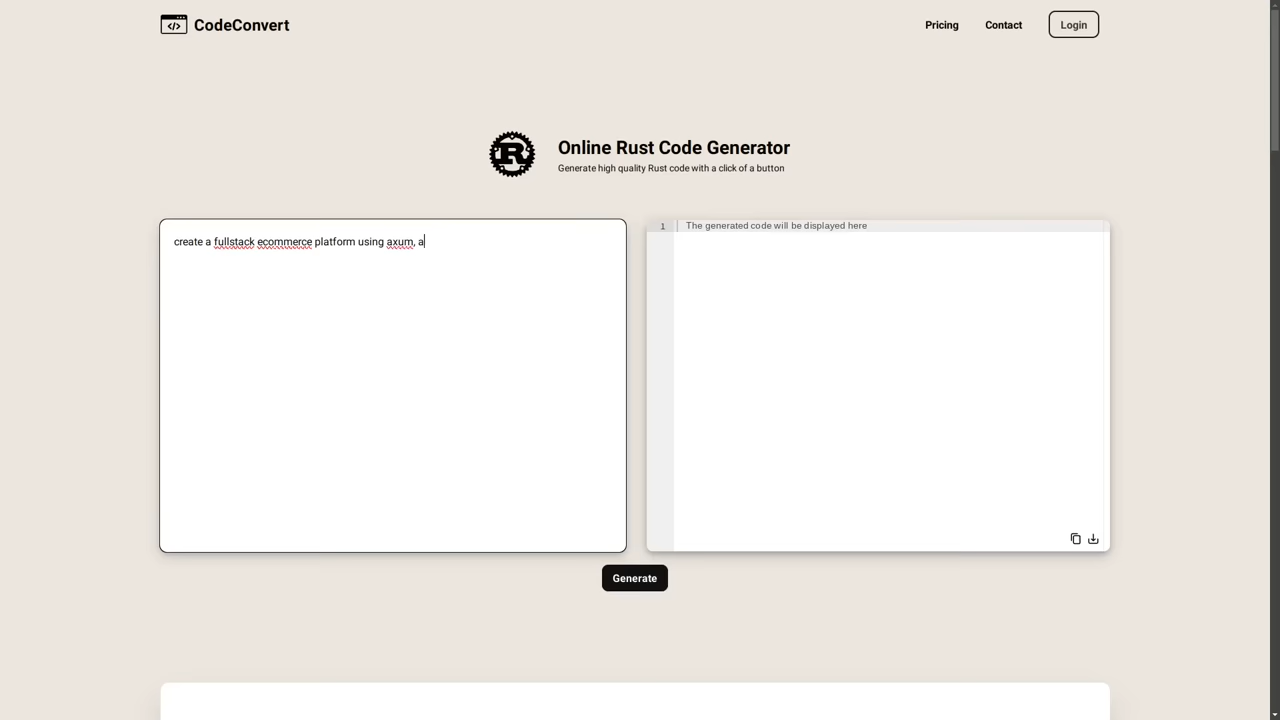 CodeConvert
Pricing
Contact
Login
Online Rust Code Generator
Generate high quality Rust code with a click of a button
create a fullstack ecommerce platform using axum, a
1
The generated code will be displayed here
Generate